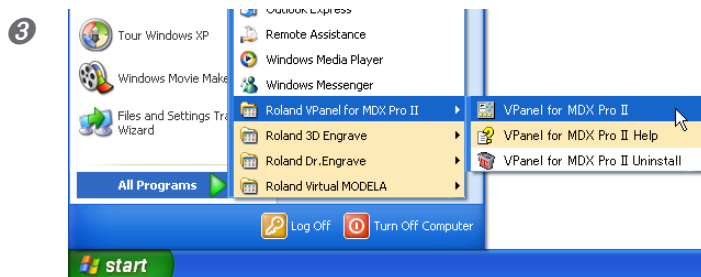 3
Tour Windows XP
Windows Movie Make
Files and Settings Tra
Wizard
All Programs
Outlook Express
Remote Assistance
Windows Media Player
Windows Messenger
Roland VPanel for MDX Pro II
Roland 3D Engrave
Roland Dr.Engrave
Roland Virtual MODELA
VPanel for MDX Pro II
VPanel for MDX Pro II Help
VPanel for MDX Pro II Uninstall
Log Off
Turn Off Computer
start